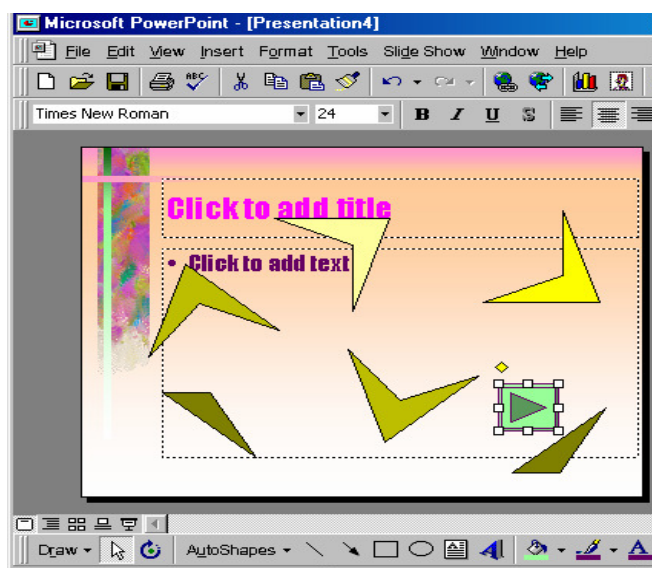 Microsoft PowerPoint - [Presentation4]
File Edit View Insert Format Tools Slide Show Window Help
ABC
Times New Roman 24 B I U S
Click to add title
• Click to add text
Draw AutoShapes A A